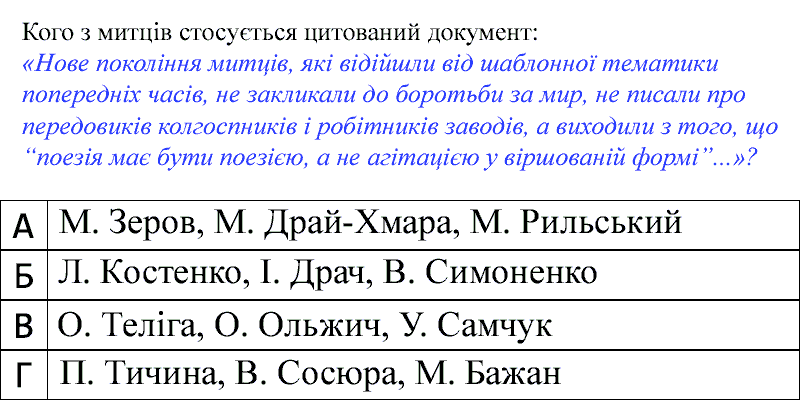 Кого з митців стосується цитований документ:
«Нове покоління митців, які відійшли від шаблонної тематики
попередніх часів, не закликали до боротьби за мир, не писали про
передовиків колгоспників і робітників заводів, а виходили з того, що
“поезія має бути поезією, а не агітацією у віршованій формі”...»?
А М. Зеров, М. Драй-Хмара, М. Рильський
Б Л. Костенко, І. Драч, В. Симоненко
В О. Теліга, О. Ольжич, У. Самчук
Г П. Тичина, В. Сосюра, М. Бажан